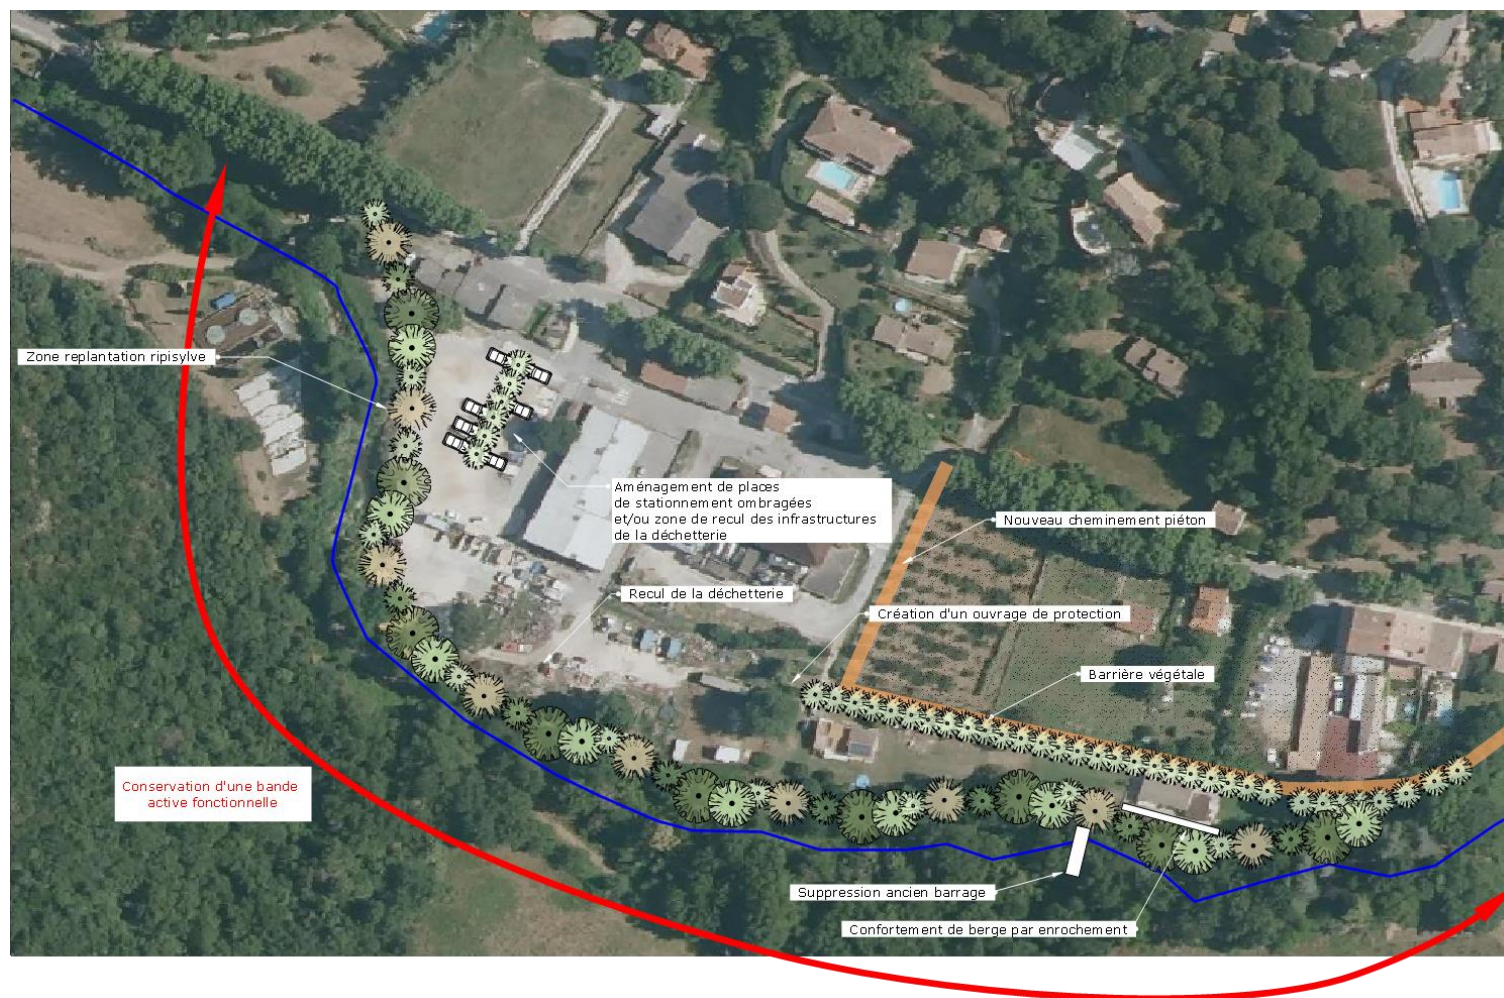 Zone replantation ripisylve
Aménagement de places
de stationnement ombragées
et/ou zone de recul des infrastructures
de la déchetterie
Nouveau cheminement piéton
Recul de la déchetterie
Création d'un ouvrage de protection
Barrière végétale
Conservation d'une bande
active fonctionnelle
Suppression ancien barrage
Confortement de berge par enrochement